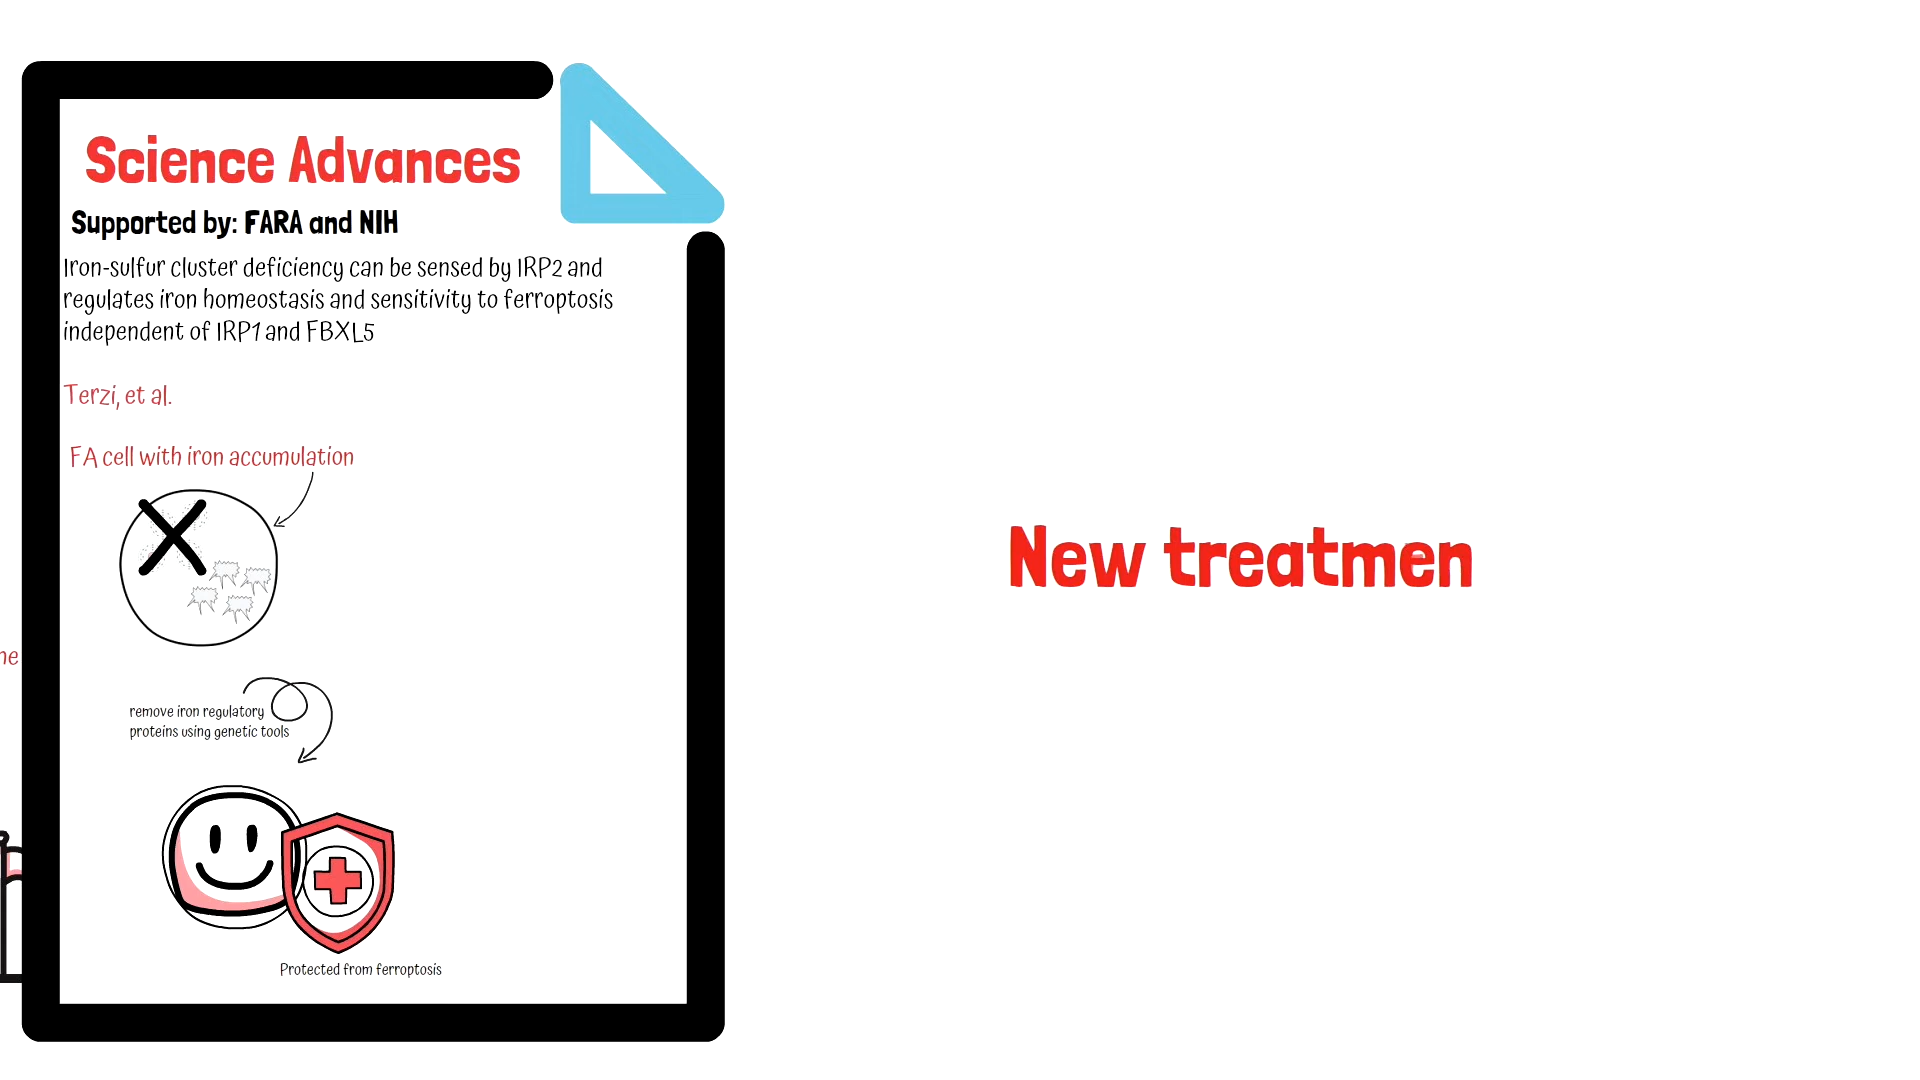 Science Advances
Supported by: FARA and NIH
Iron-sulfur cluster deficiency can be sensed by IRP2 and
regulates iron homeostasis and sensitivity to ferroptosis
independent of IRP1 and FBXL5
Terzi, et al.
FA cell with iron accumulation
remove iron regulatory
proteins using genetic tools
Protected from ferroptosis
New treatmen